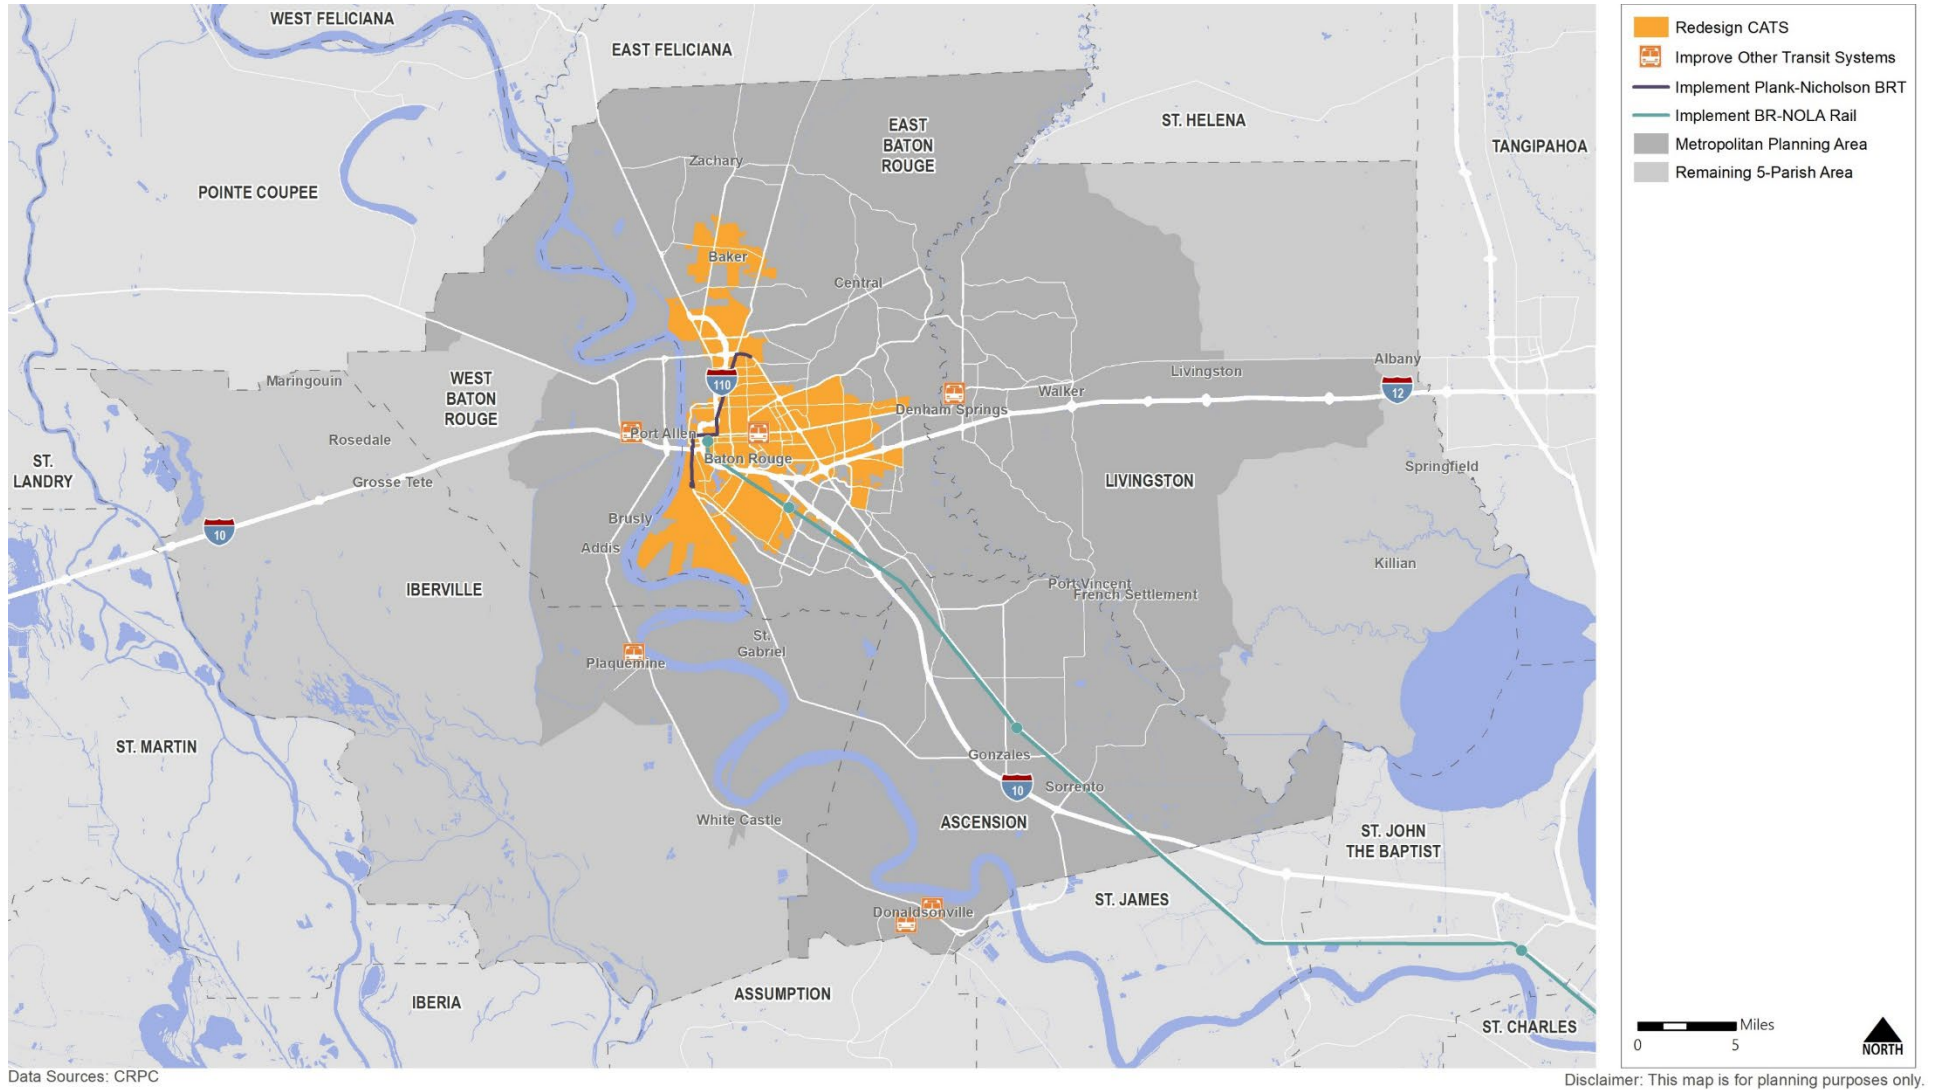 WEST FELICIANA
EAST FELICIANA
POINTE COUPEE
EAST
BATON
ROUGE
ST. HELENA
TANGIPAHOA
Zachary
Baker
Central
Maringouin
WEST
BATON
ROUGE
110
Albany
Livingston
12
Walker
Denham Springs
Rosedale
Port Allen
Baton Rouge
ST.
LANDRY
Grosse Tete
Springfield
LIVINGSTON
10
Brusly
Addis
Killian
IBERVILLE
Port Vincent
French Settlement
St.
Gabriel
Plaquemine
ST. MARTIN
Gonzales
10
Sorrento
White Castle
ASCENSION
ST. JOHN
THE BAPTIST
ST. JAMES
Donaldsonville
ASSUMPTION
IBERIA
ST. CHARLES
Redesign CATS
Improve Other Transit Systems
Implement Plank-Nicholson BRT
Implement BR-NOLA Rail
Metropolitan Planning Area
Remaining 5-Parish Area
Miles
0 5
NORTH
Data Sources: CRPC
Disclaimer: This map is for planning purposes only.